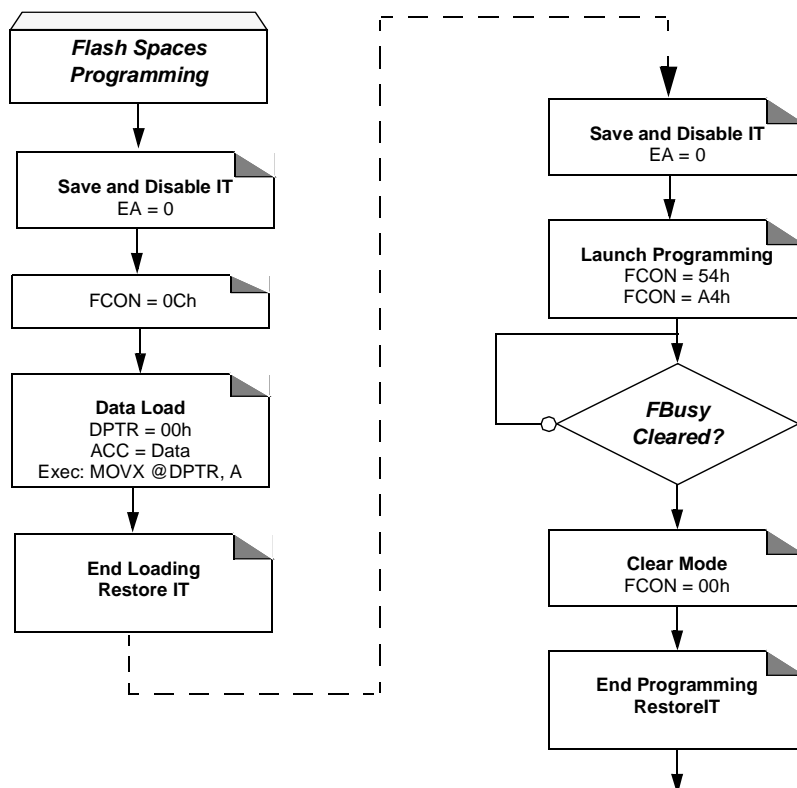 Flash Spaces
Programming
Save and Disable IT
EA = 0
FCON = 0Ch
Data Load
DPTR = 00h
ACC = Data
Exec: MOVX @DPTR, A
End Loading
Restore IT
Save and Disable IT
EA = 0
Launch Programming
FCON = 54h
FCON = A4h
FBusy
Cleared?
Clear Mode
FCON = 00h
End Programming
RestoreIT